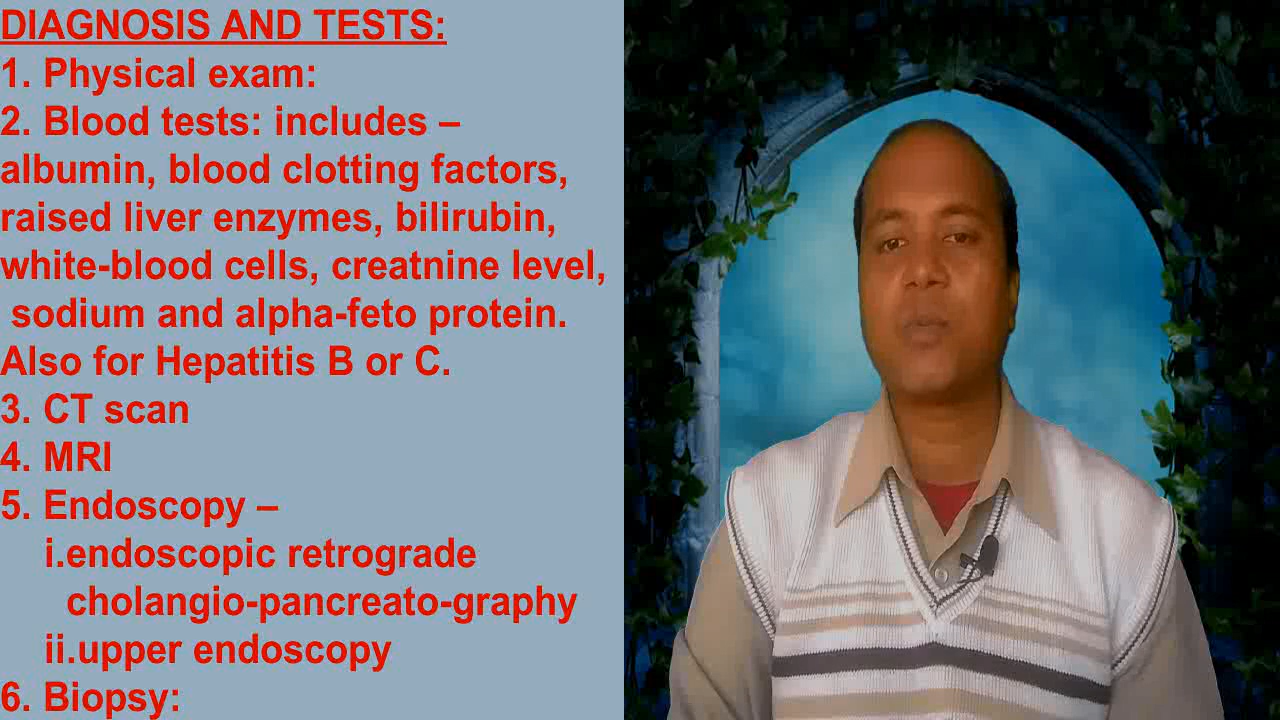 DIAGNOSIS AND TESTS:
1. Physical exam:
2. Blood tests: includes –
albumin, blood clotting factors,
raised liver enzymes, bilirubin,
white-blood cells, creatnine level,
sodium and alpha-feto protein.
Also for Hepatitis B or C.
3. CT scan
4. MRI
5. Endoscopy –
i.endoscopic retrograde
cholangio-pancreato-graphy
ii.upper endoscopy
6. Biopsy: